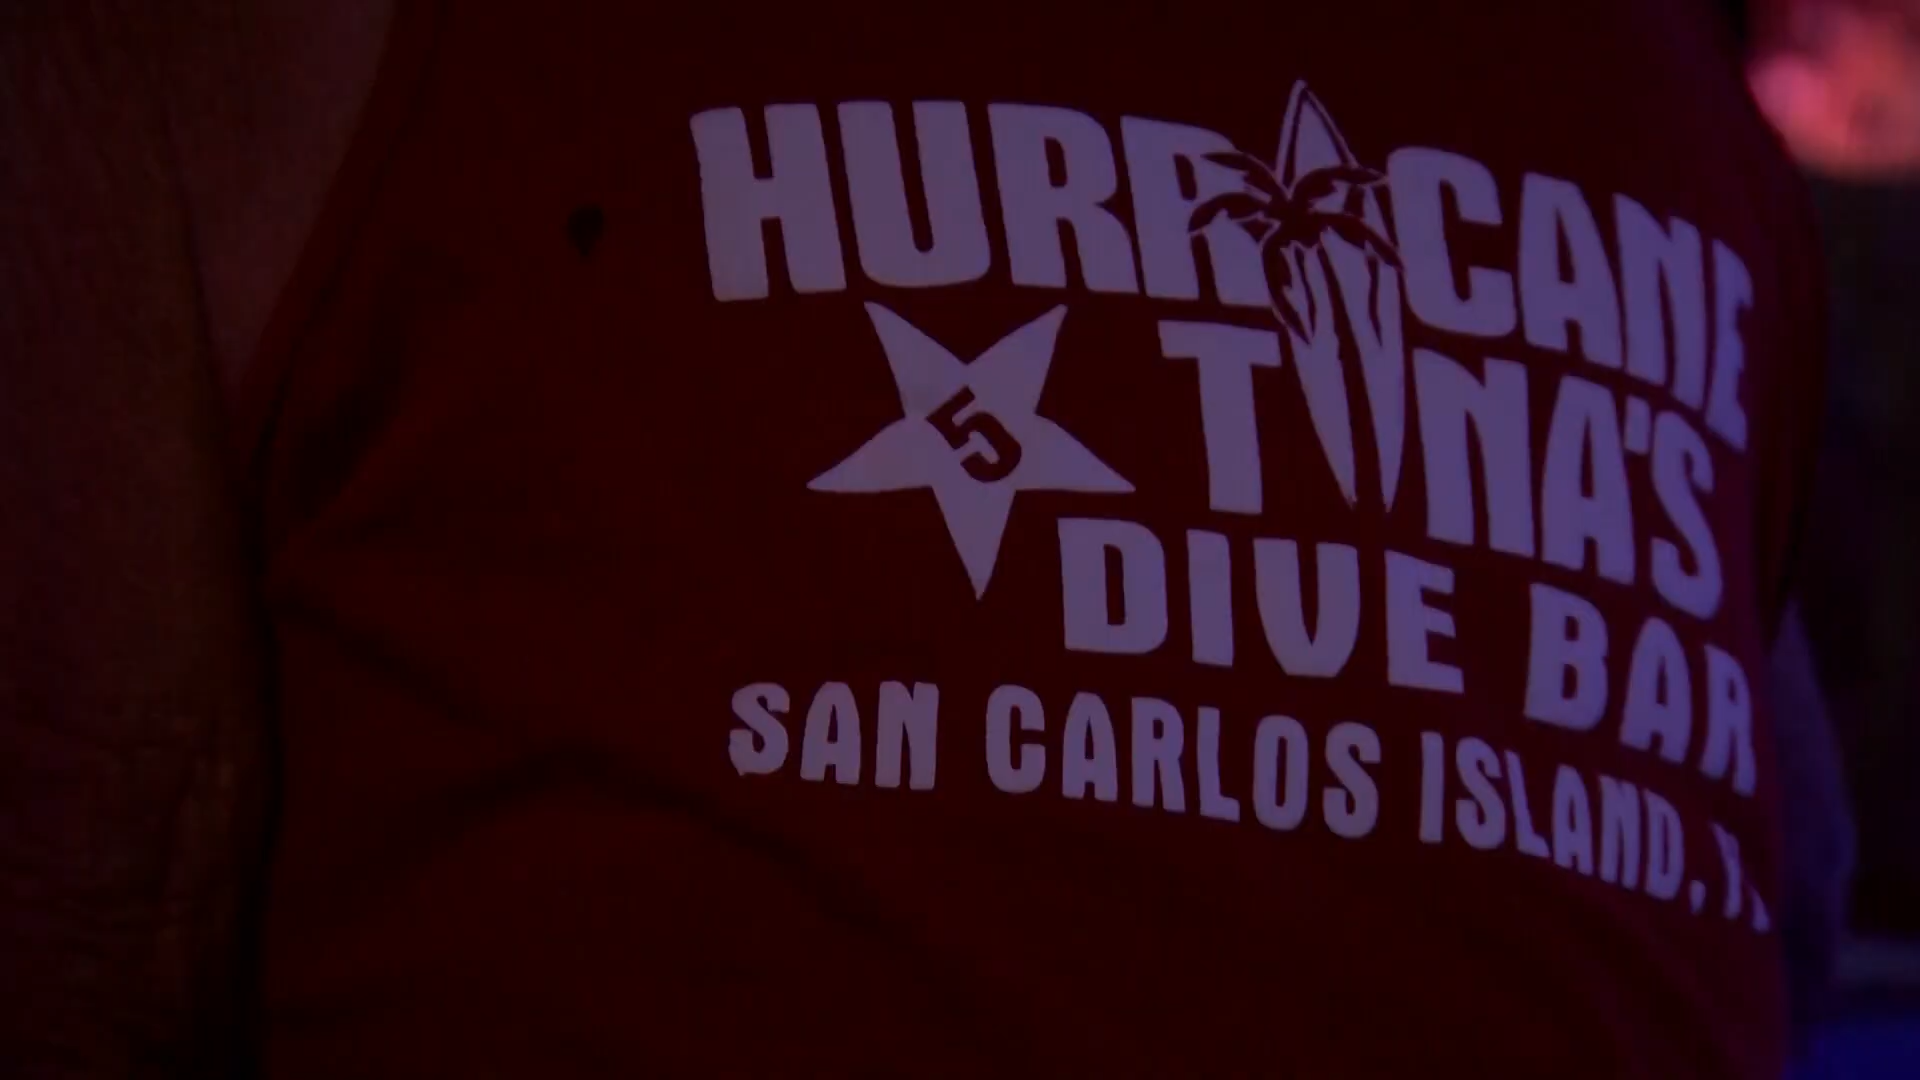 HURRICANE
5
TINA'S
DIVE BAR
SAN CARLOS ISLAND,